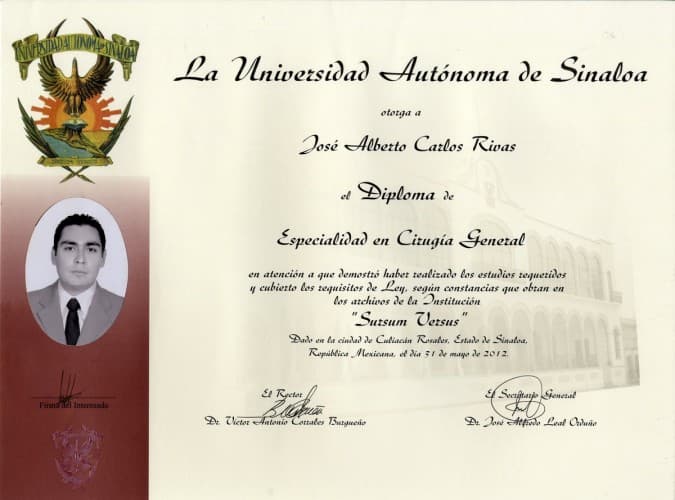 UNIVERSIDAD AUTONOMA DE SINALOA
La Universidad Autónoma de Sinaloa
otorga a
José Alberto Carlos Rivas
el Diploma de
Especialidad en Cirugía General
en atención a que demostró haber realizado los estudios requeridos
y cubierto los requisitos de Ley, según constancias que obran en
los archivos de la Institución
"Sursum Versus"
Dado en la ciudad de Culiacán Rosales, Estado de Sinaloa,
República Mexicana, el día 31 de mayo de 2012.
Firma del Interesado
El Rector
Dr. Víctor Antonio Corrales Burgueño
El Secretario General
Dr. José Alfredo Leal Orduño